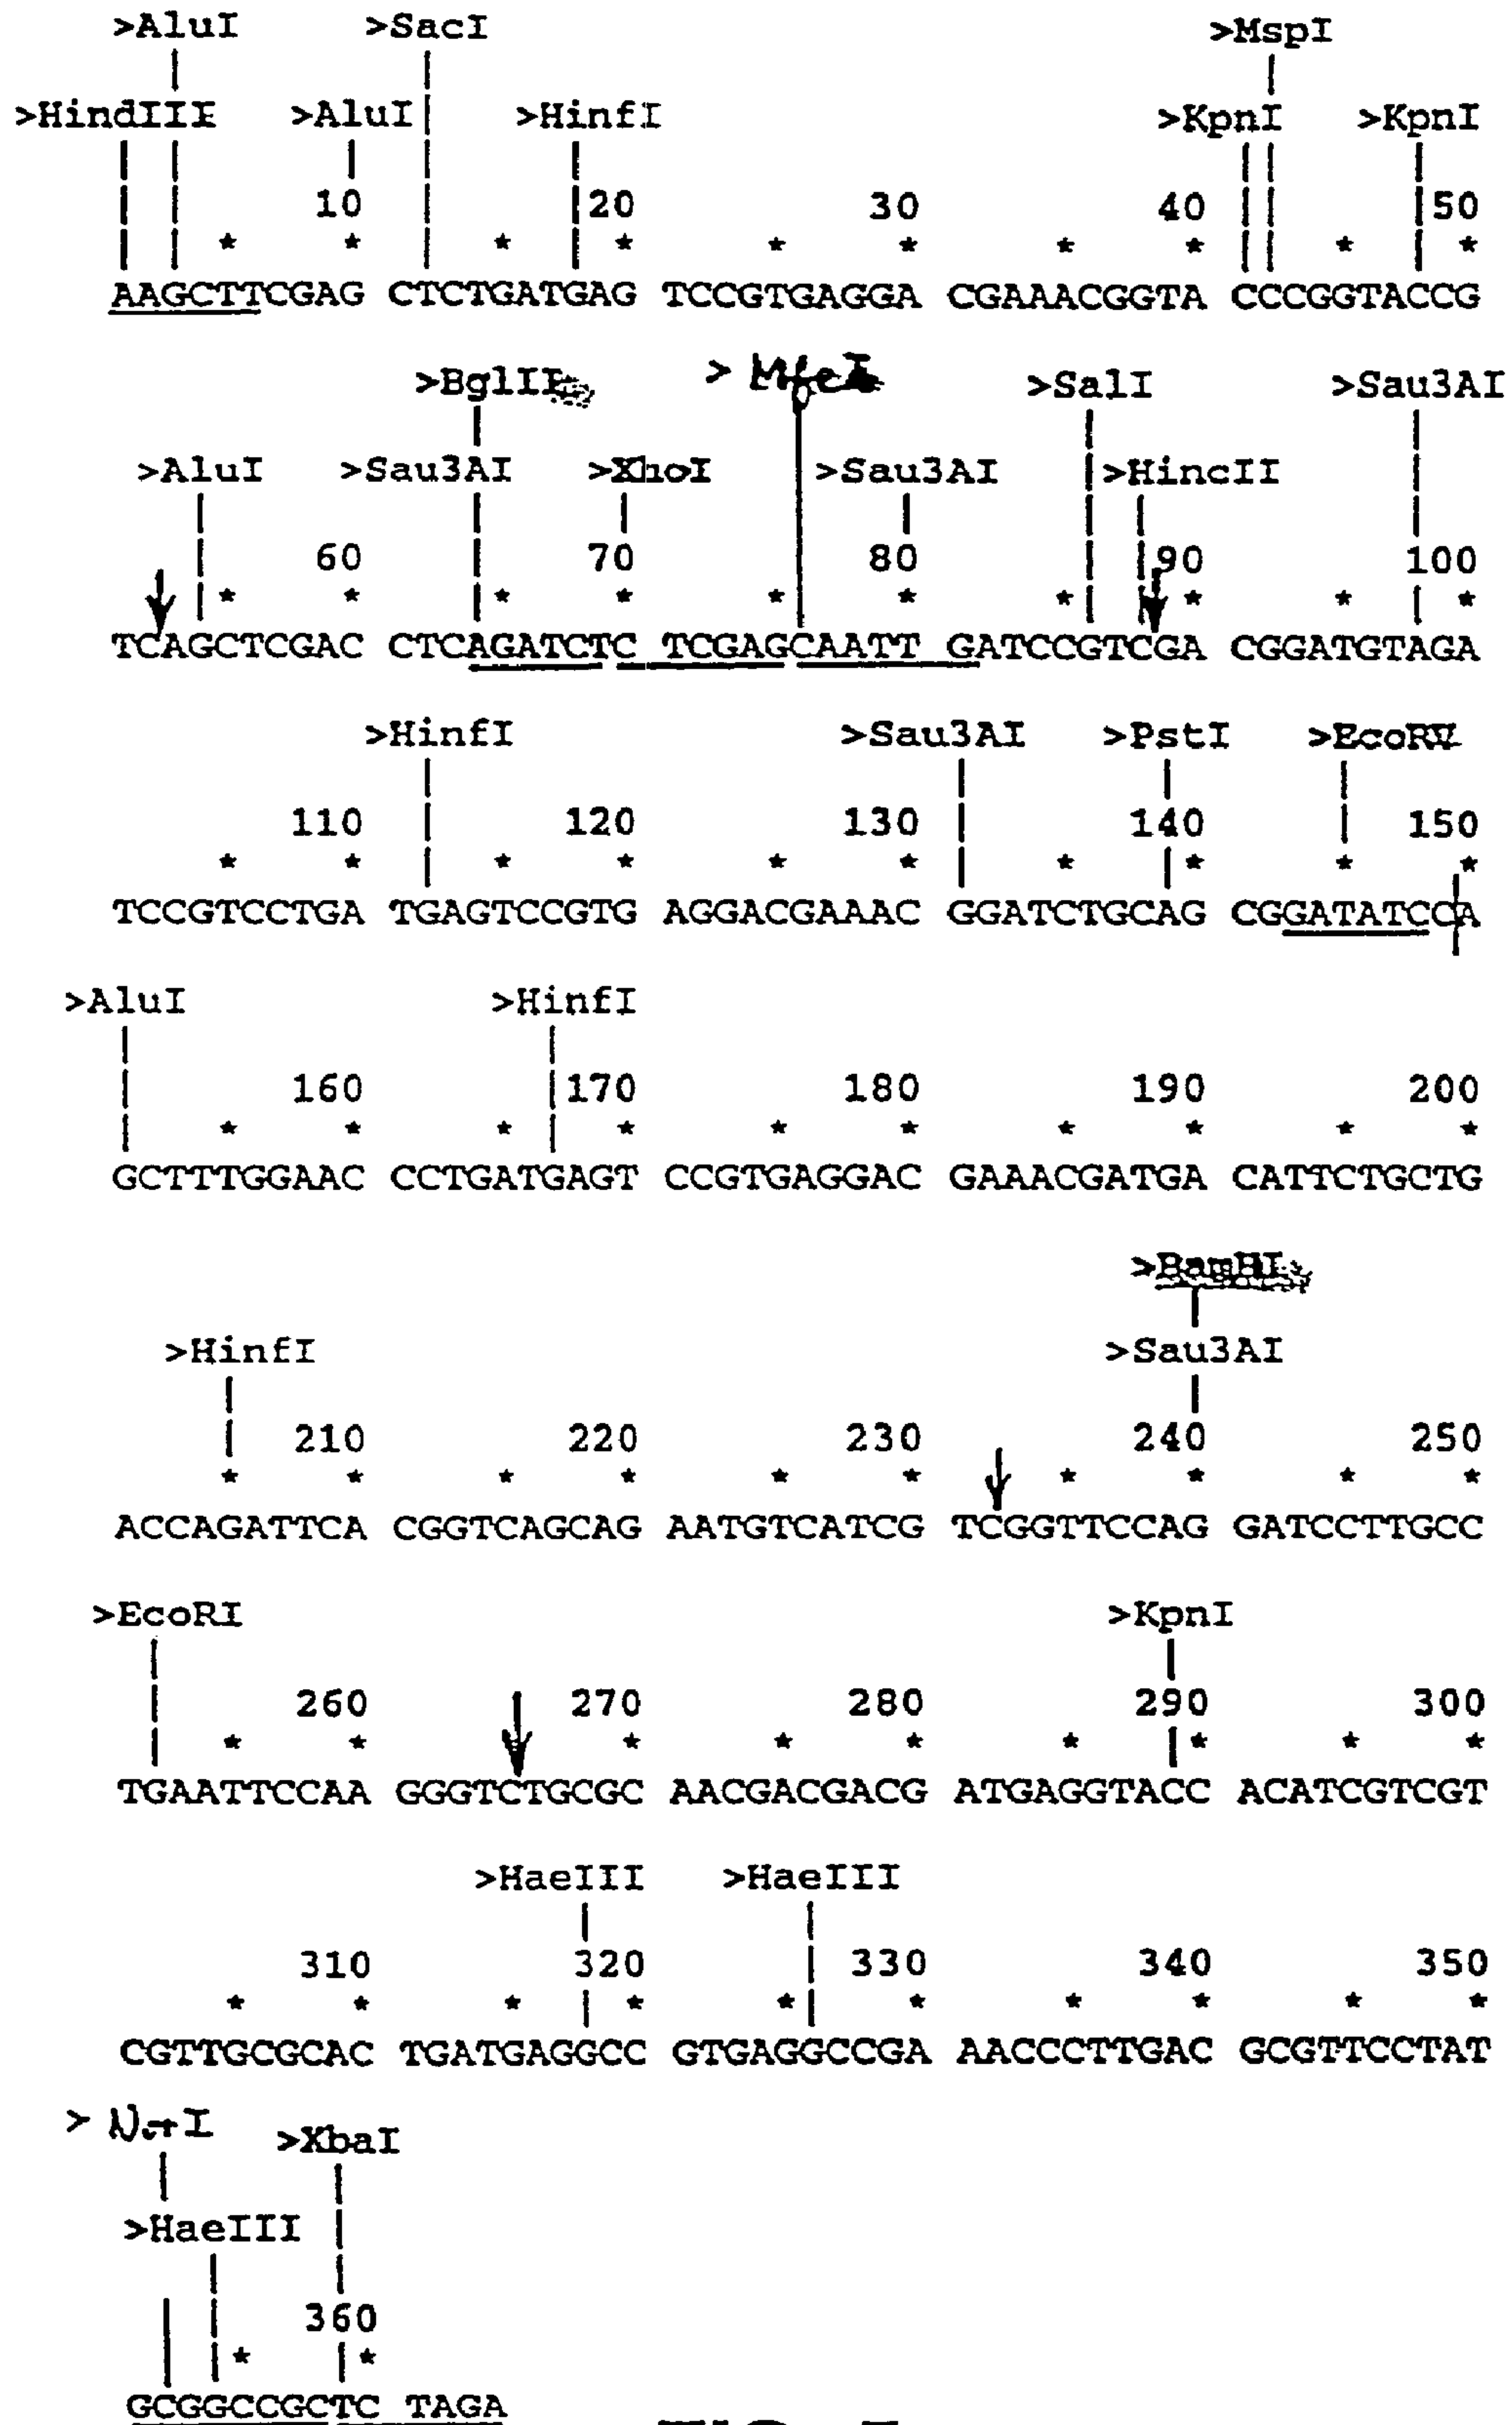 >AluI >SacI >MspI
>HindIII >AluI >HinfI >KpnI >KpnI
10 20 30 40 50
* * * * * * * * * *
AAGCTTCGAG CTCTGATGAG TCCGTGAGGA CGAAACGGTA CCCGGTACCG
>BglII > MfeI >SalI >Sau3AI
>AluI >Sau3AI >XhoI >Sau3AI >HincII
60 70 80 90 100
* * * * * * * * * *
TCAGCTCGAC CTCAGATCTC TCGAGCAATT GATCCGTCGA CGGATGTAGA
>HinfI >Sau3AI >PstI >EcoRV
110 120 130 140 150
* * * * * * * * * *
TCCGTCCTGA TGAGTCCGTG AGGACGAAAC GGATCTGCAG CGGATATCCA
>AluI >HinfI
160 170 180 190 200
* * * * * * * * * *
GCTTTGGAAC CCTGATGAGT CCGTGAGGAC GAAACGATGA CATTCTGCTG
>BamHI
>HinfI >Sau3AI
210 220 230 240 250
* * * * * * * * * *
ACCAGATTCA CGGTCAGCAG AATGTCATCG TCGGTTCCAG GATCCTTGCC
>EcoRI >KpnI
260 270 280 290 300
* * * * * * * * *
TGAATTCCAA GGGTCTGCGC AACGACGACG ATGAGGTACC ACATCGTCGT
>HaeIII >HaeIII
310 320 330 340 350
* * * * * * * * * *
CGTTGCGCAC TGATGAGGCC GTGAGGCCGA AACCCTTGAC GCGTTCCTAT
> NotI >XbaI
>HaeIII
360
* *
GCGGCCGCTC TAGA